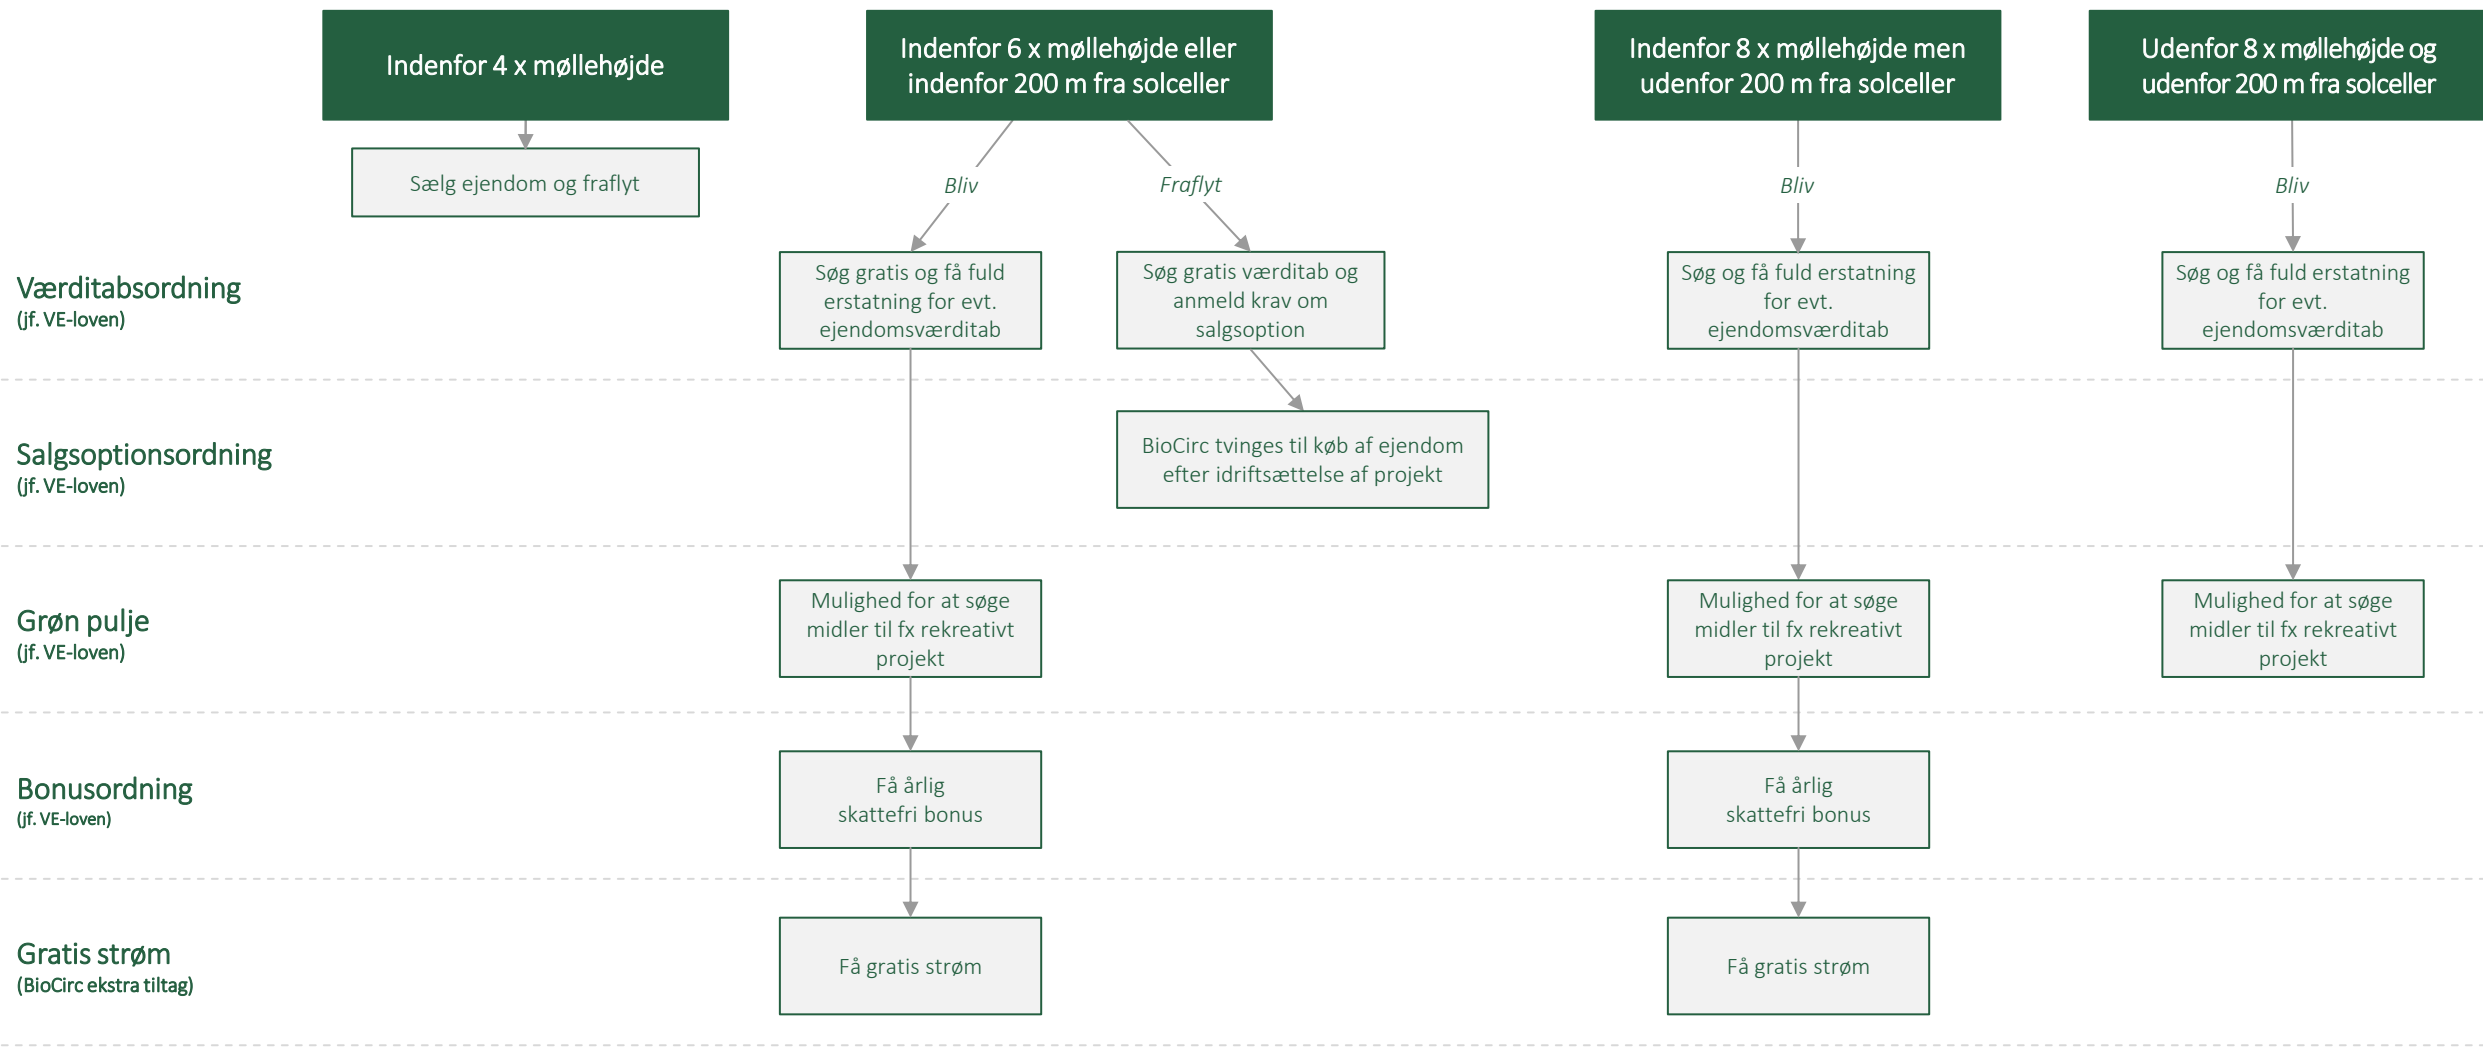 Indenfor 4 x møllehøjde
Indenfor 6 x møllehøjde eller
indenfor 200 m fra solceller
Indenfor 8 x møllehøjde men
udenfor 200 m fra solceller
Udenfor 8 x møllehøjde og
udenfor 200 m fra solceller
Sælg ejendom og fraflyt
Bliv
Fraflyt
Bliv
Bliv
Værditabsordning
(jf. VE-loven)
Søg gratis og få fuld
erstatning for evt.
ejendomsværditab
Søg gratis værditab og
anmeld krav om
salgsoption
Søg og få fuld erstatning
for evt.
ejendomsværditab
Søg og få fuld erstatning
for evt.
ejendomsværditab
Salgsoptionsordning
(jf. VE-loven)
BioCirc tvinges til køb af ejendom
efter idriftsættelse af projekt
Grøn pulje
(jf. VE-loven)
Mulighed for at søge
midler til fx rekreativt
projekt
Mulighed for at søge
midler til fx rekreativt
projekt
Mulighed for at søge
midler til fx rekreativt
projekt
Bonusordning
(jf. VE-loven)
Få årlig
skattefri bonus
Få årlig
skattefri bonus
Gratis strøm
(BioCirc ekstra tiltag)
Få gratis strøm
Få gratis strøm